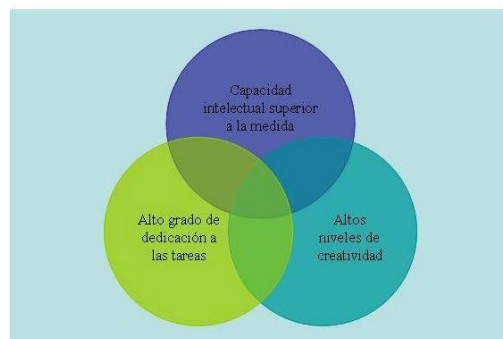 Capacidad
intelectual superior
a la medida
Alto grado de
dedicación a
las tareas
Altos
niveles de
creatividad